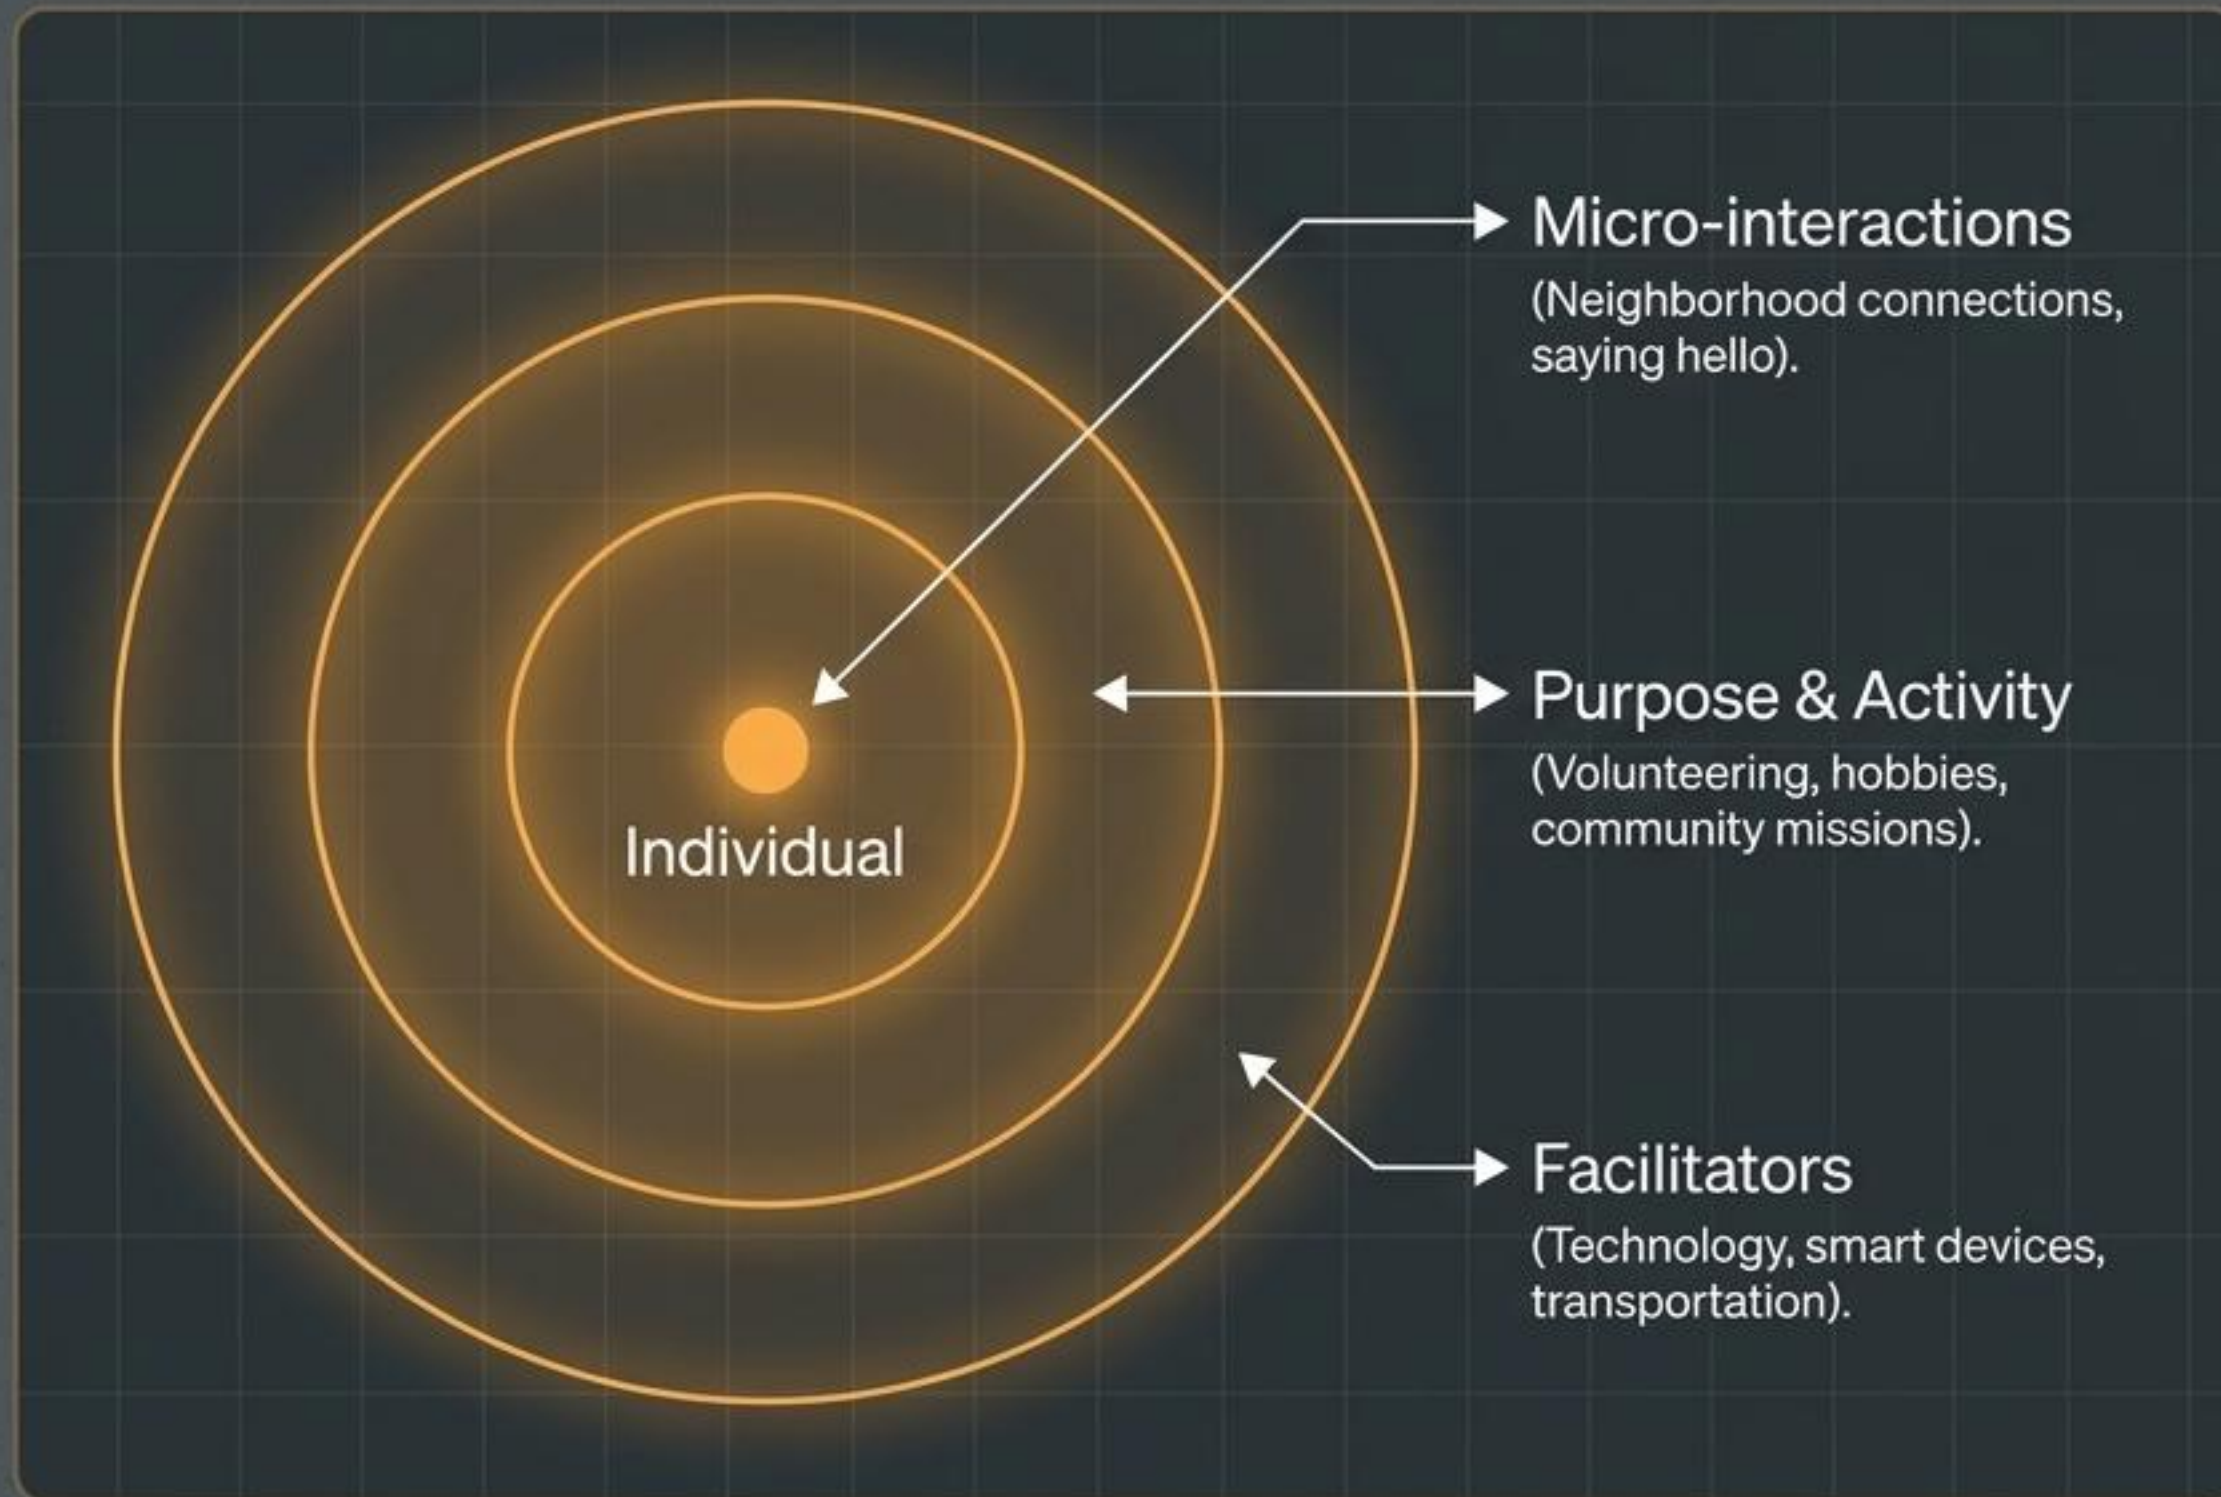 Micro-interactions
(Neighborhood connections,
saying hello).
Individual
Purpose & Activity
(Volunteering, hobbies,
community missions).
Facilitators
(Technology, smart devices,
transportation).